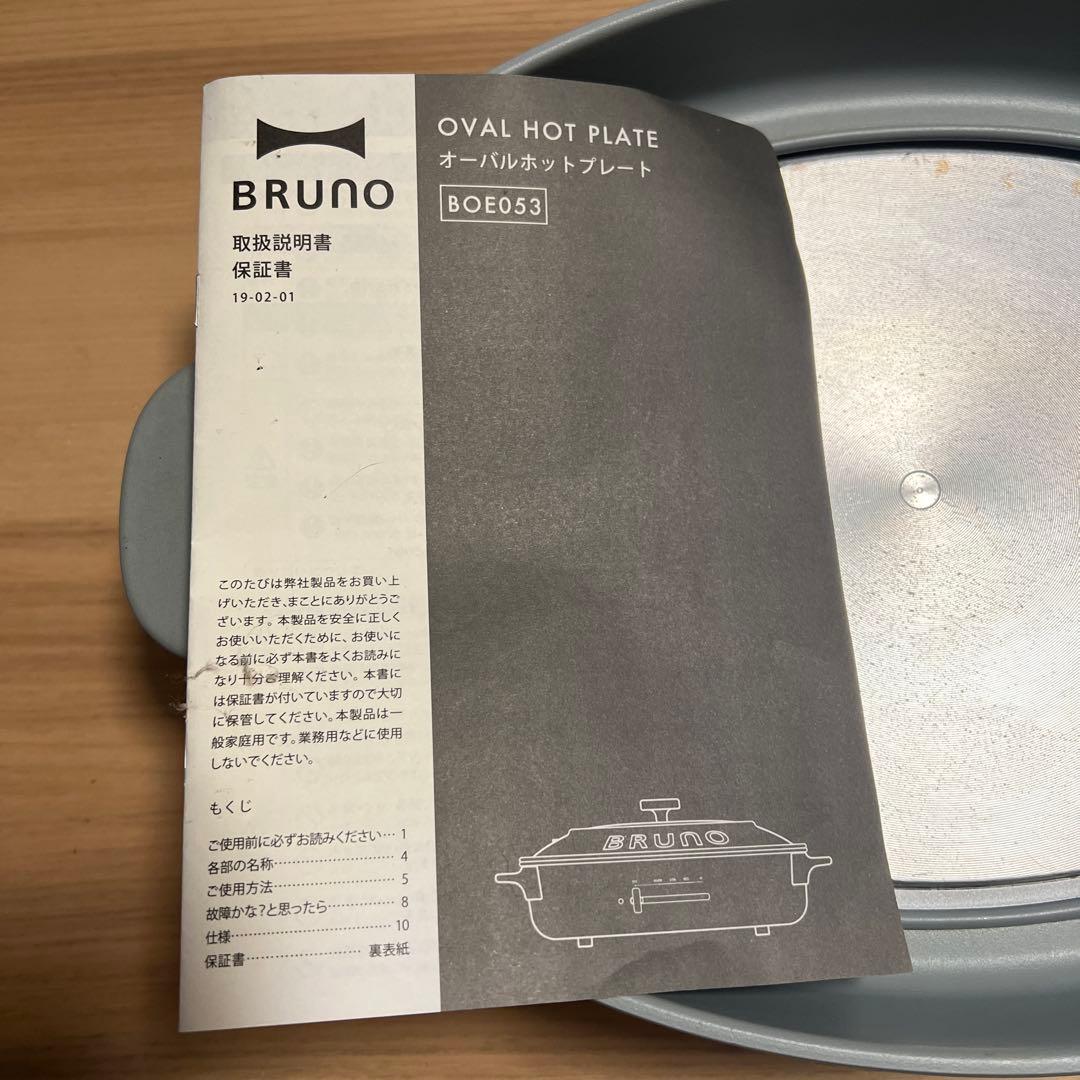 BRUNO
取扱説明書
保証書
19-02-01
OVAL HOT PLATE
オーバルホットプレート
BOE053
このたびは弊社製品をお買い上
げいただき、まことにありがとうご
ざいます。本製品を安全に正しく
お使いいただくために、お使いに
なる前に必ず本書をよくお読みに
なり十分ご理解ください。本書に
は保証書が付いていますので大切
に保管してください。本製品は一
般家庭用です。業務用などに使用
しないでください。
もくじ
ご使用前に必ずお読みください… 1
各部の名称…………………… 4
ご使用方法…………………… 5
故障かな？と思ったら…………… 8
仕様…………………………… 10
保証書…………………… 裏表紙
BRUNO